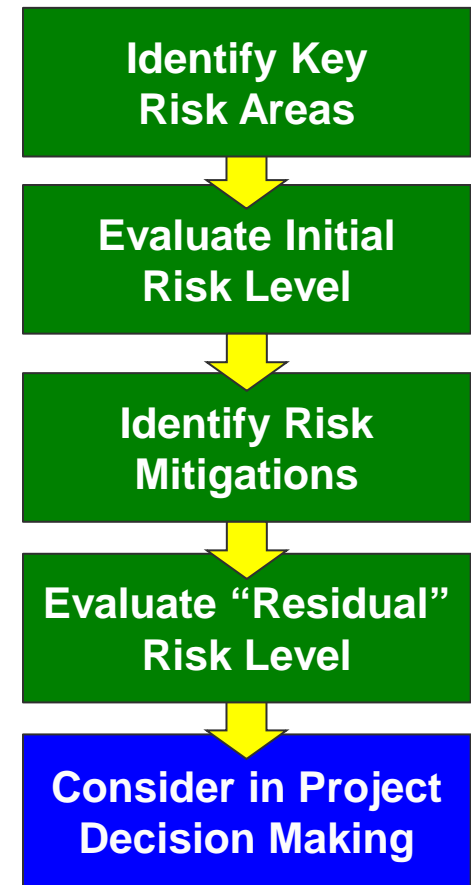 Identify Key
Risk Areas
Evaluate Initial
Risk Level
Identify Risk
Mitigations
Evaluate “Residual”
Risk Level
Consider in Project
Decision Making